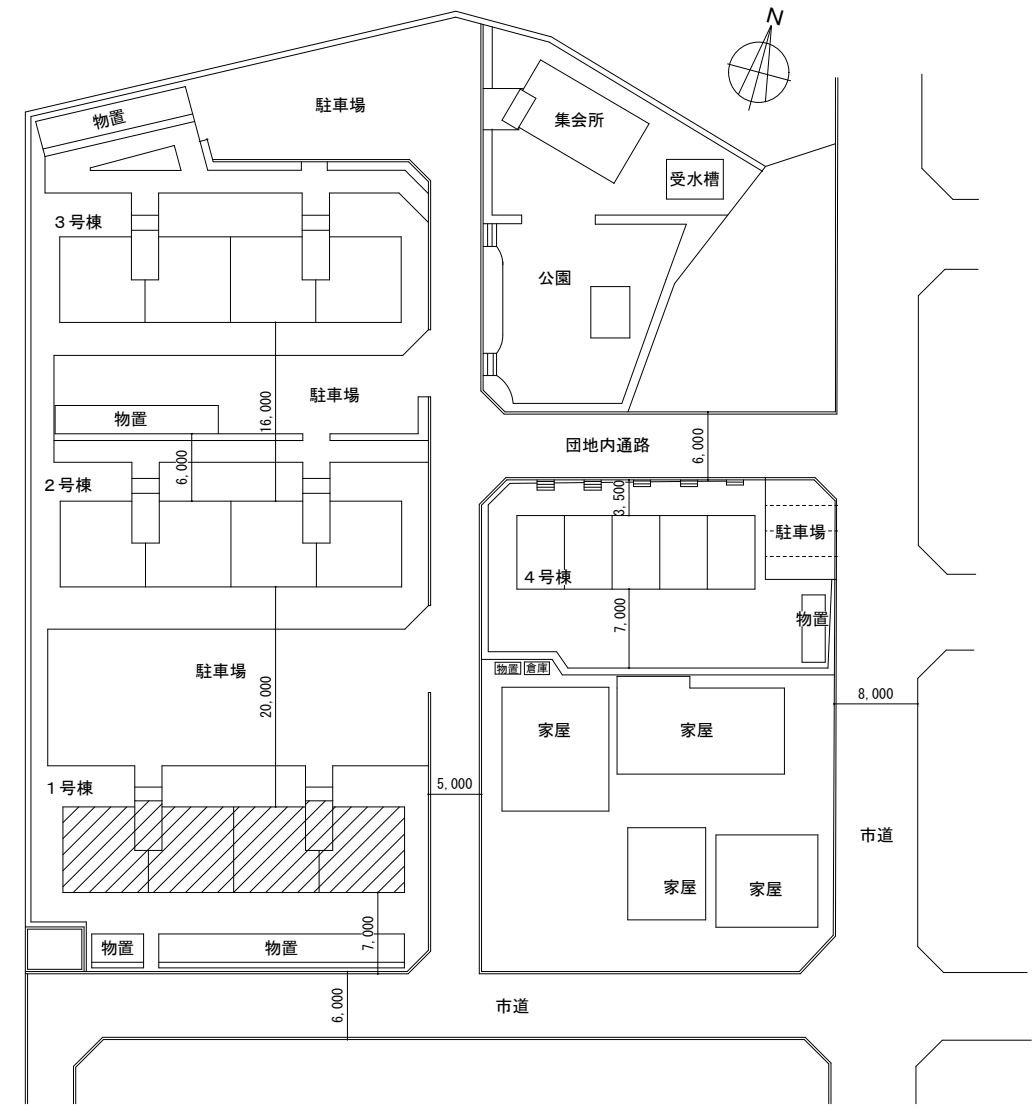 N
駐車場
物置
集会所
受水槽
3号棟
公園
駐車場
16,000
物置
団地内通路
6,000
6,000
2号棟
3,500
駐車場
4号棟
7,000
物置
駐車場
物置
倉庫
20,000
8,000
家屋
家屋
1号棟
5,000
市道
家屋
家屋
7,000
物置
物置
6,000
市道